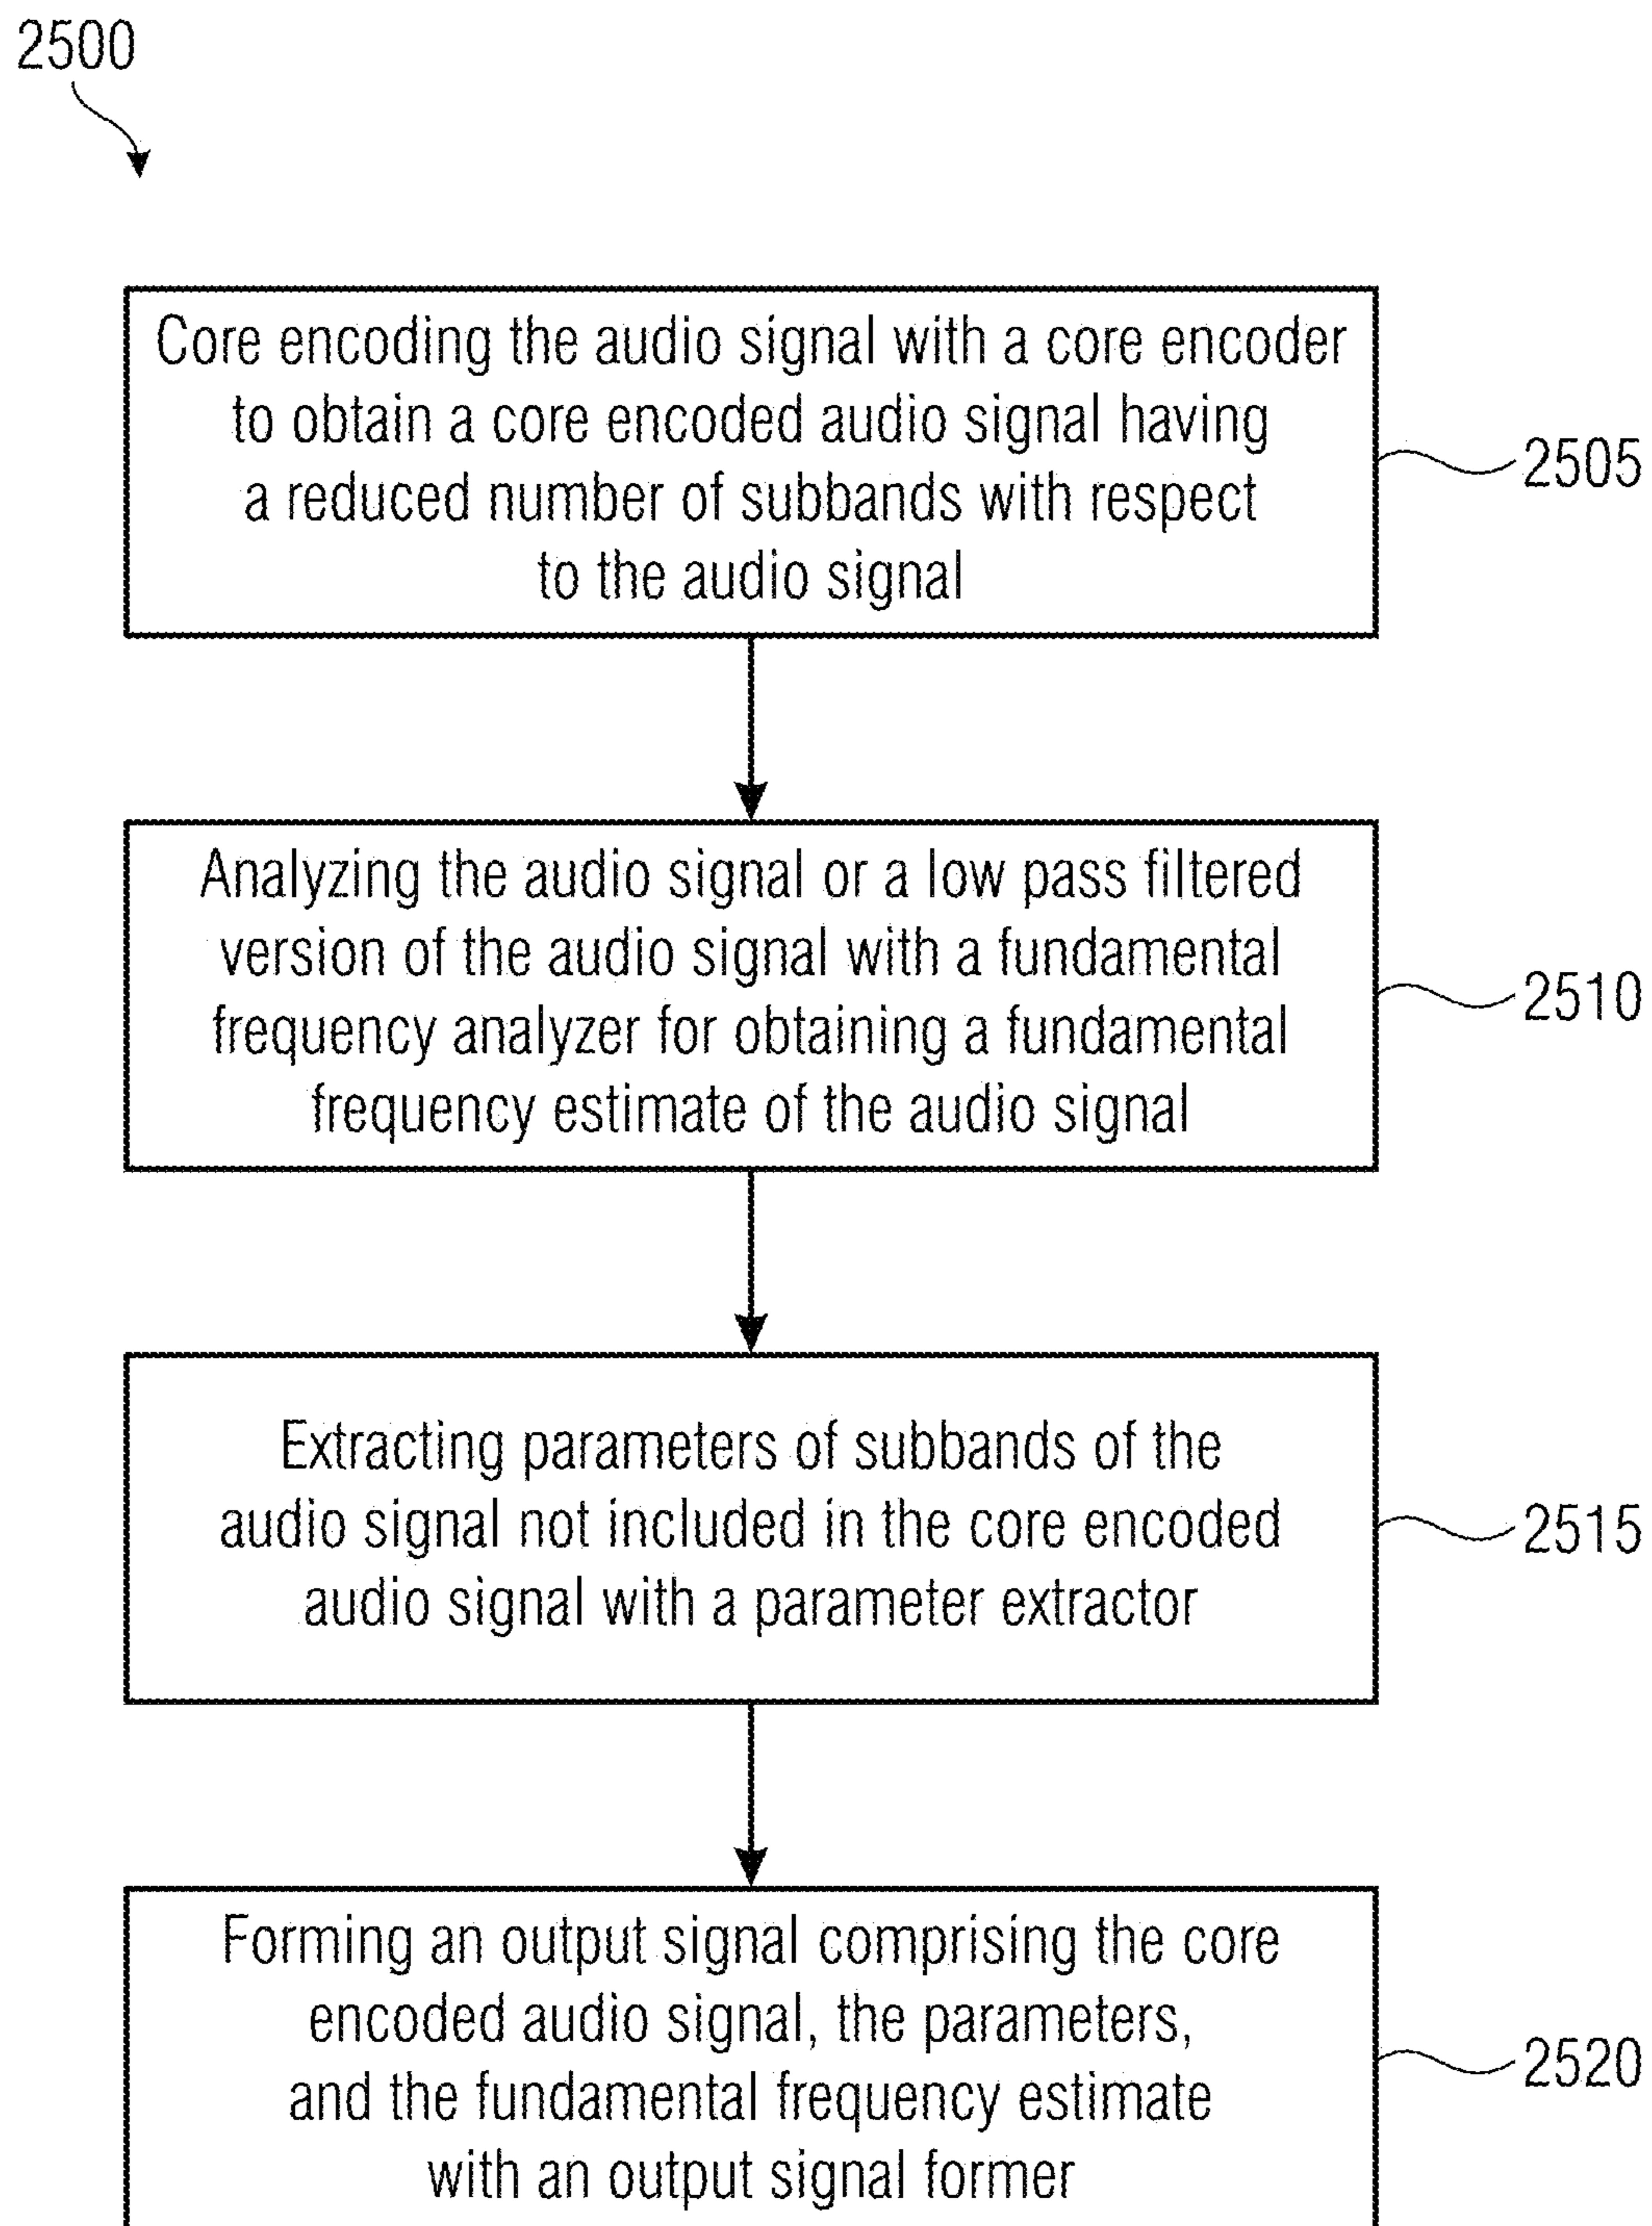 2500
Core encoding the audio signal with a core encoder
to obtain a core encoded audio signal having
a reduced number of subbands with respect
to the audio signal
2505
Analyzing the audio signal or a low pass filtered
version of the audio signal with a fundamental
frequency analyzer for obtaining a fundamental
frequency estimate of the audio signal
2510
Extracting parameters of subbands of the
audio signal not included in the core encoded
audio signal with a parameter extractor
2515
Forming an output signal comprising the core
encoded audio signal, the parameters,
and the fundamental frequency estimate
with an output signal former
2520